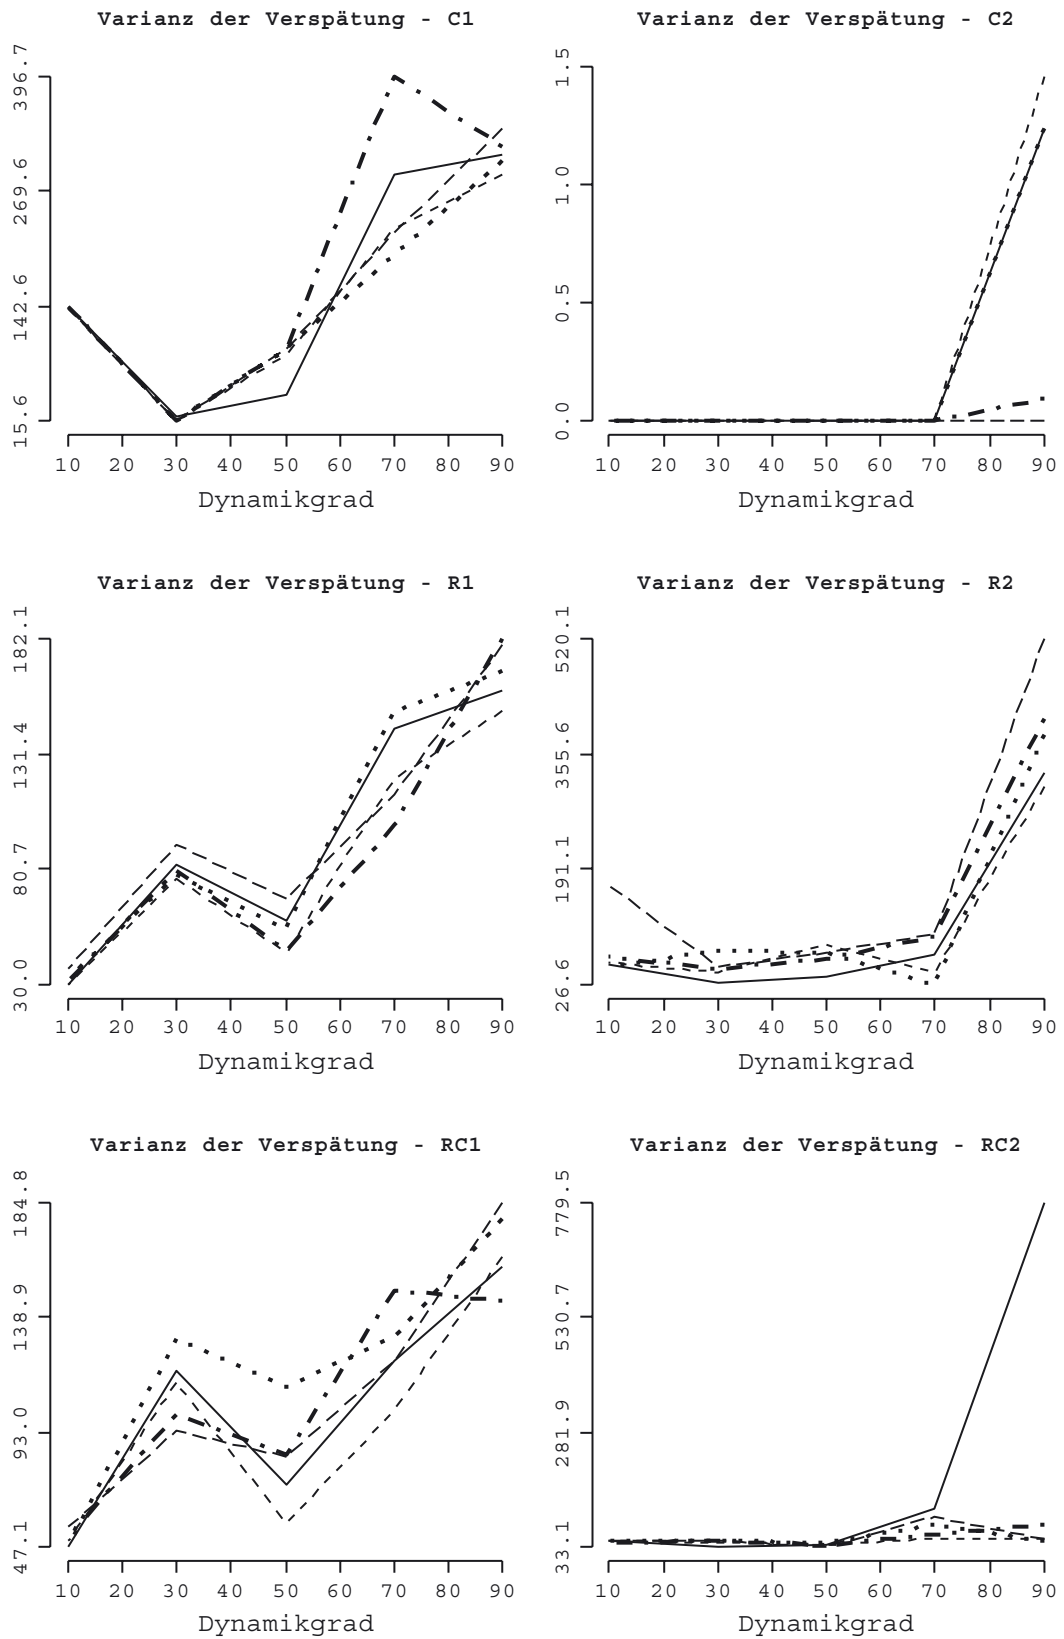 Varianz der Verspätung - C1
396.7
269.6
142.6
15.6
10 20 30 40 50 60 70 80 90
Dynamikgrad
Varianz der Verspätung - C2
1.5
1.0
0.5
0.0
10 20 30 40 50 60 70 80 90
Dynamikgrad
Varianz der Verspätung - R1
182.1
131.4
80.7
30.0
10 20 30 40 50 60 70 80 90
Dynamikgrad
Varianz der Verspätung - R2
520.1
355.6
191.1
26.6
10 20 30 40 50 60 70 80 90
Dynamikgrad
Varianz der Verspätung - RC1
184.8
138.9
93.0
47.1
10 20 30 40 50 60 70 80 90
Dynamikgrad
Varianz der Verspätung - RC2
779.5
530.7
281.9
33.1
10 20 30 40 50 60 70 80 90
Dynamikgrad